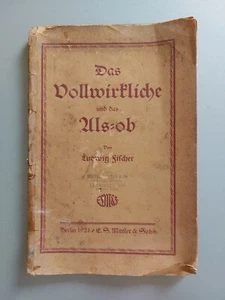 Das
Vollwirkliche
und das
Als=ob
Von
Ludwig Fischer
Berlin 1921 E. S. Mittler & Sohn